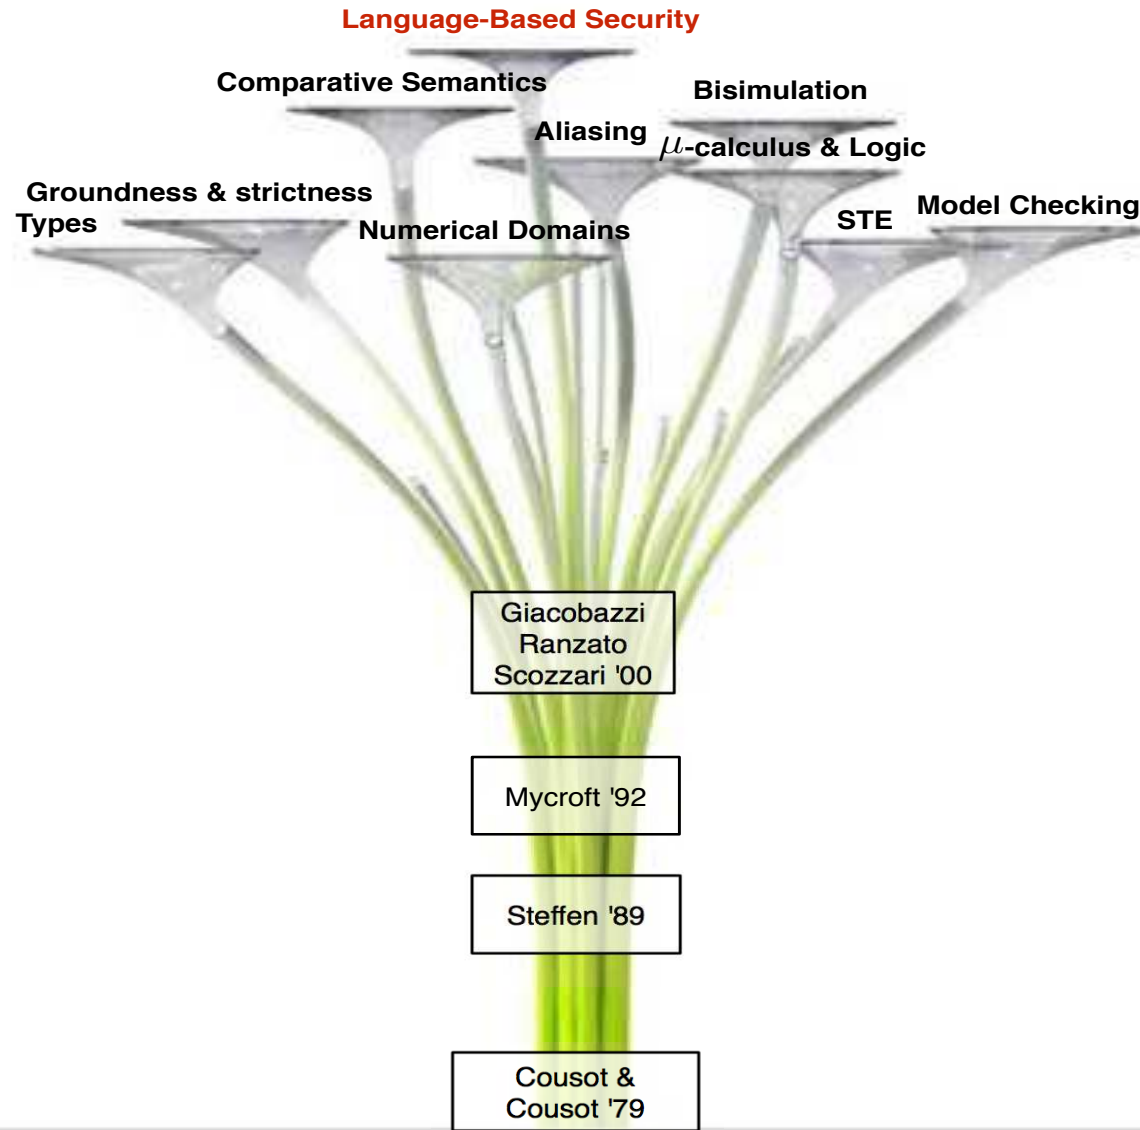 Language-Based Security
Comparative Semantics
Bisimulation
Aliasing
μ-calculus & Logic
Groundness & strictness
Types
Numerical Domains
STE
Model Checking
Giacobazzi
Ranzato
Scozzari '00
Mycroft '92
Steffen '89
Cousot &
Cousot '79